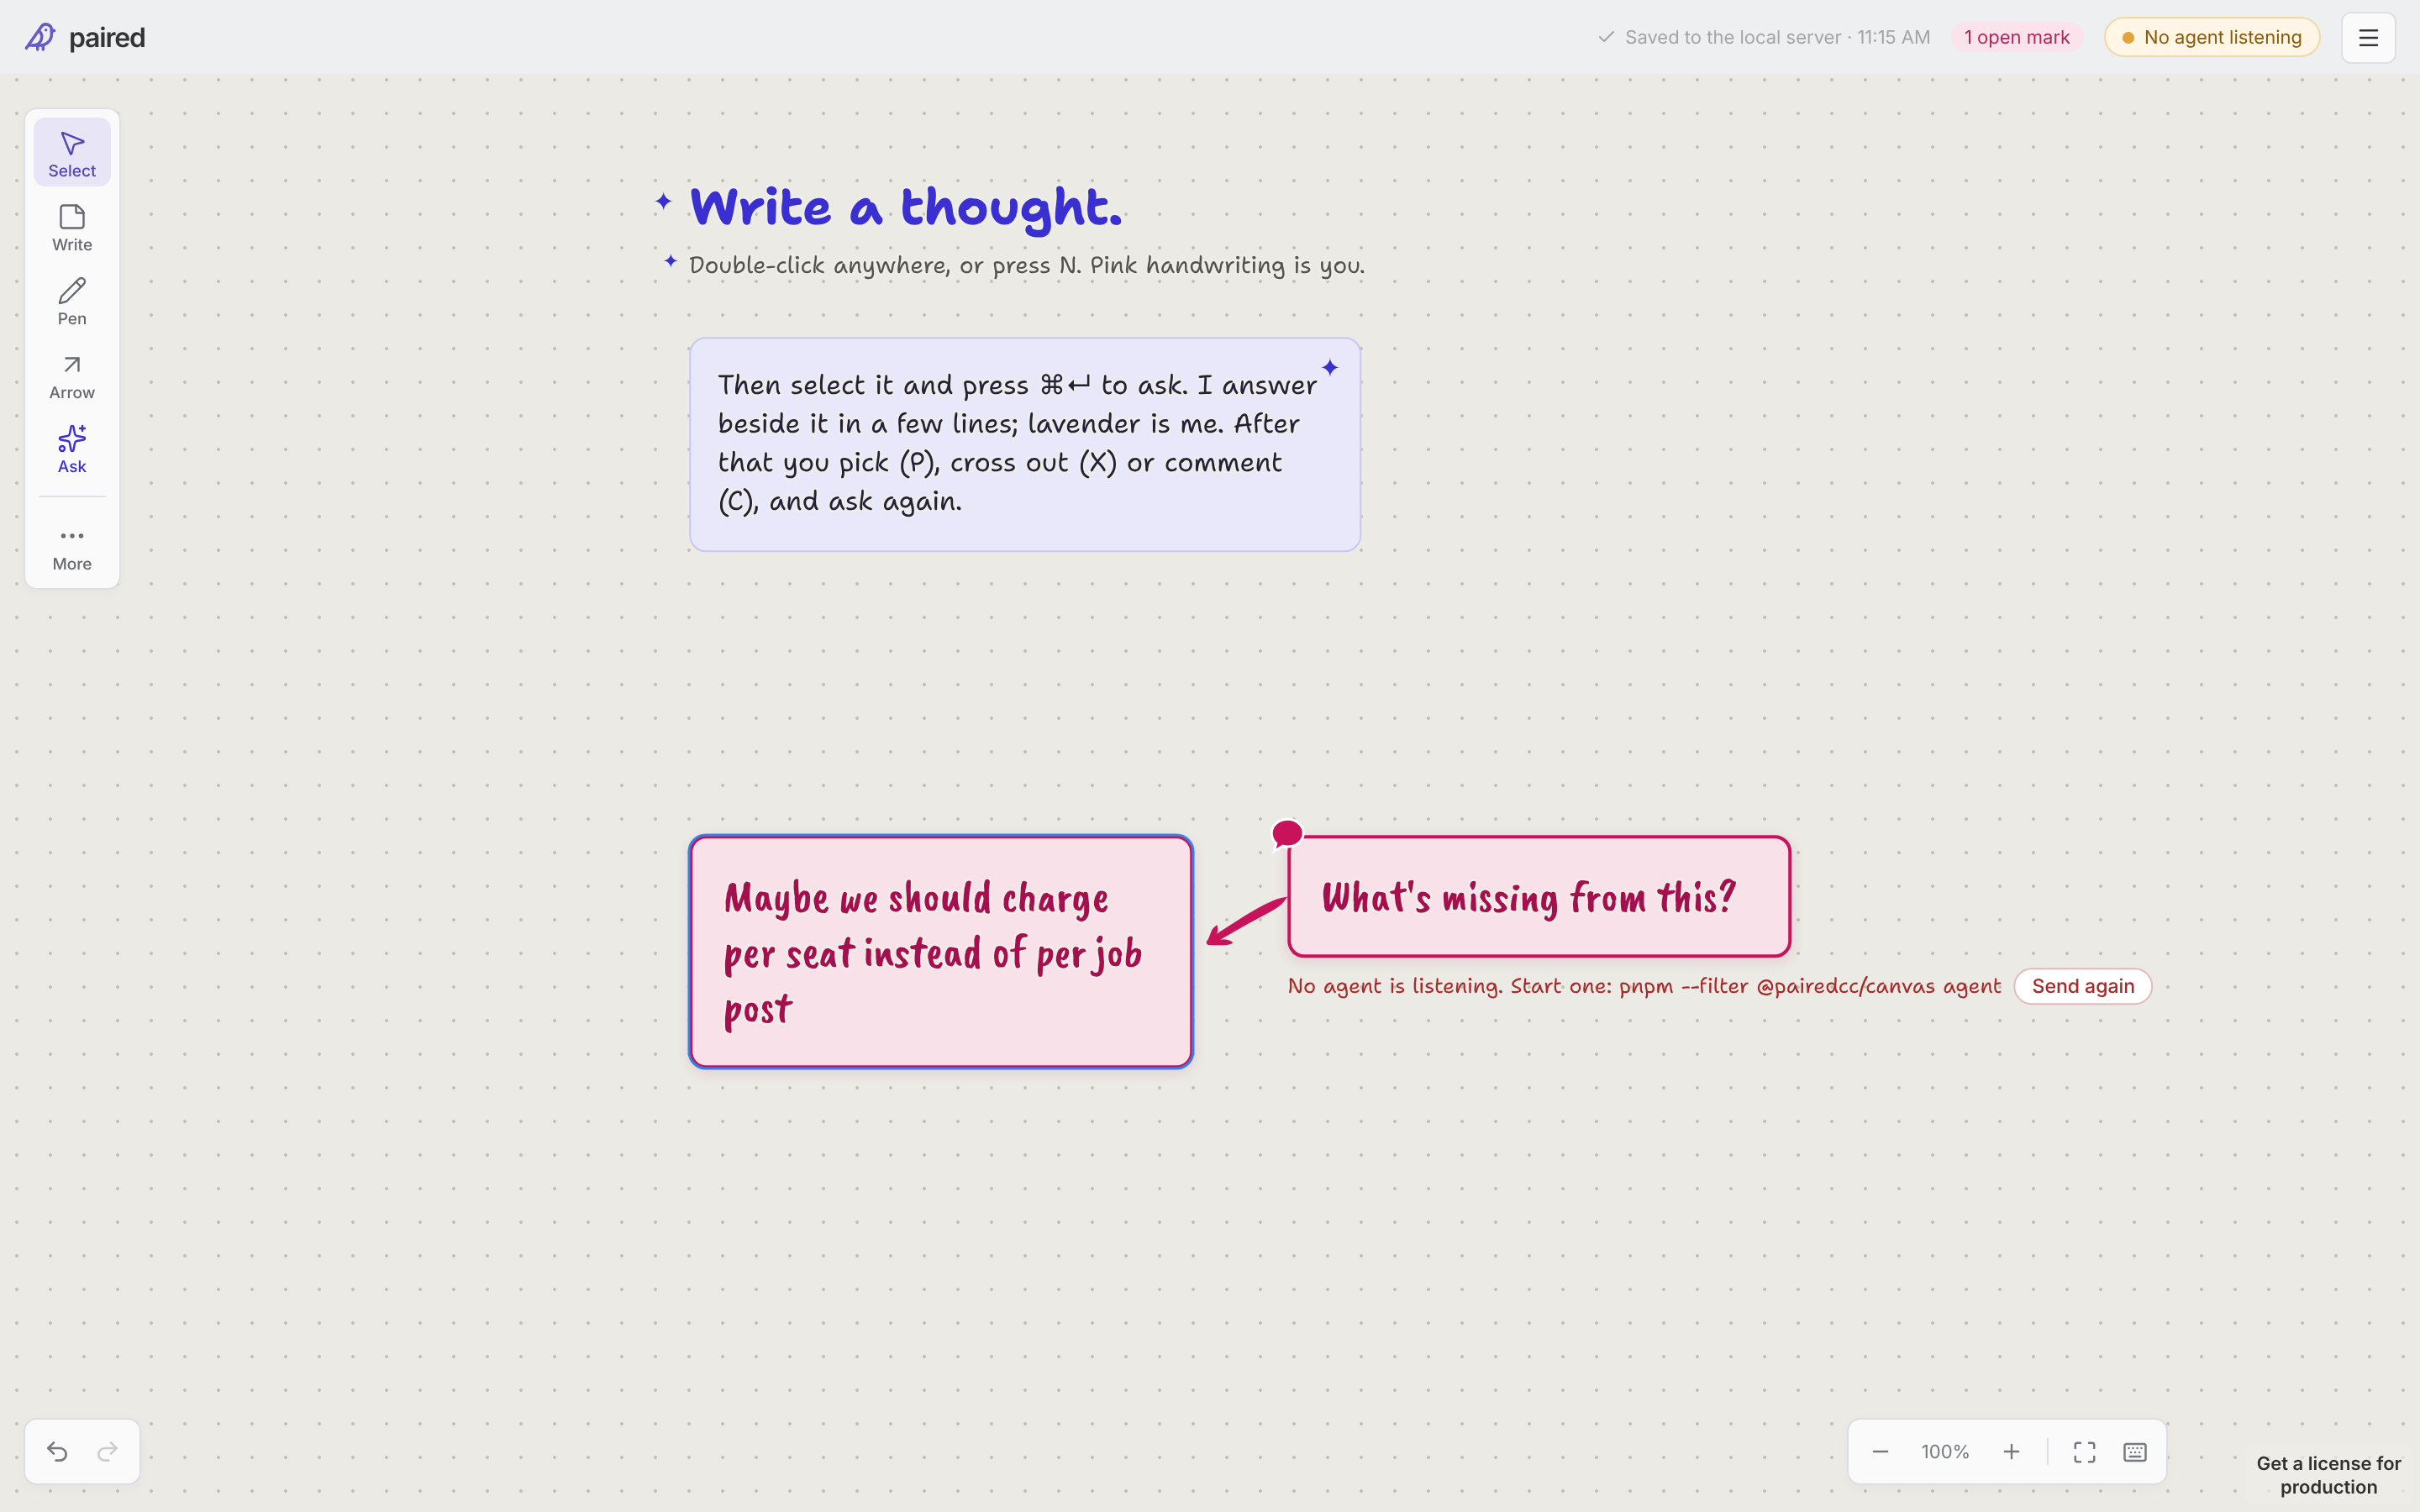 paired
Saved to the local server · 11:15 AM
1 open mark
No agent listening
Select
Write
Pen
Arrow
Ask
More
Write a thought.
Double-click anywhere, or press N. Pink handwriting is you.
Then select it and press ⌘↵ to ask. I answer
beside it in a few lines; lavender is me. After
that you pick (P), cross out (X) or comment
(C), and ask again.
Maybe we should charge
per seat instead of per job
post
What's missing from this?
No agent is listening. Start one: pnpm --filter @pairedcc/canvas agent
Send again
100%
Get a license for
production